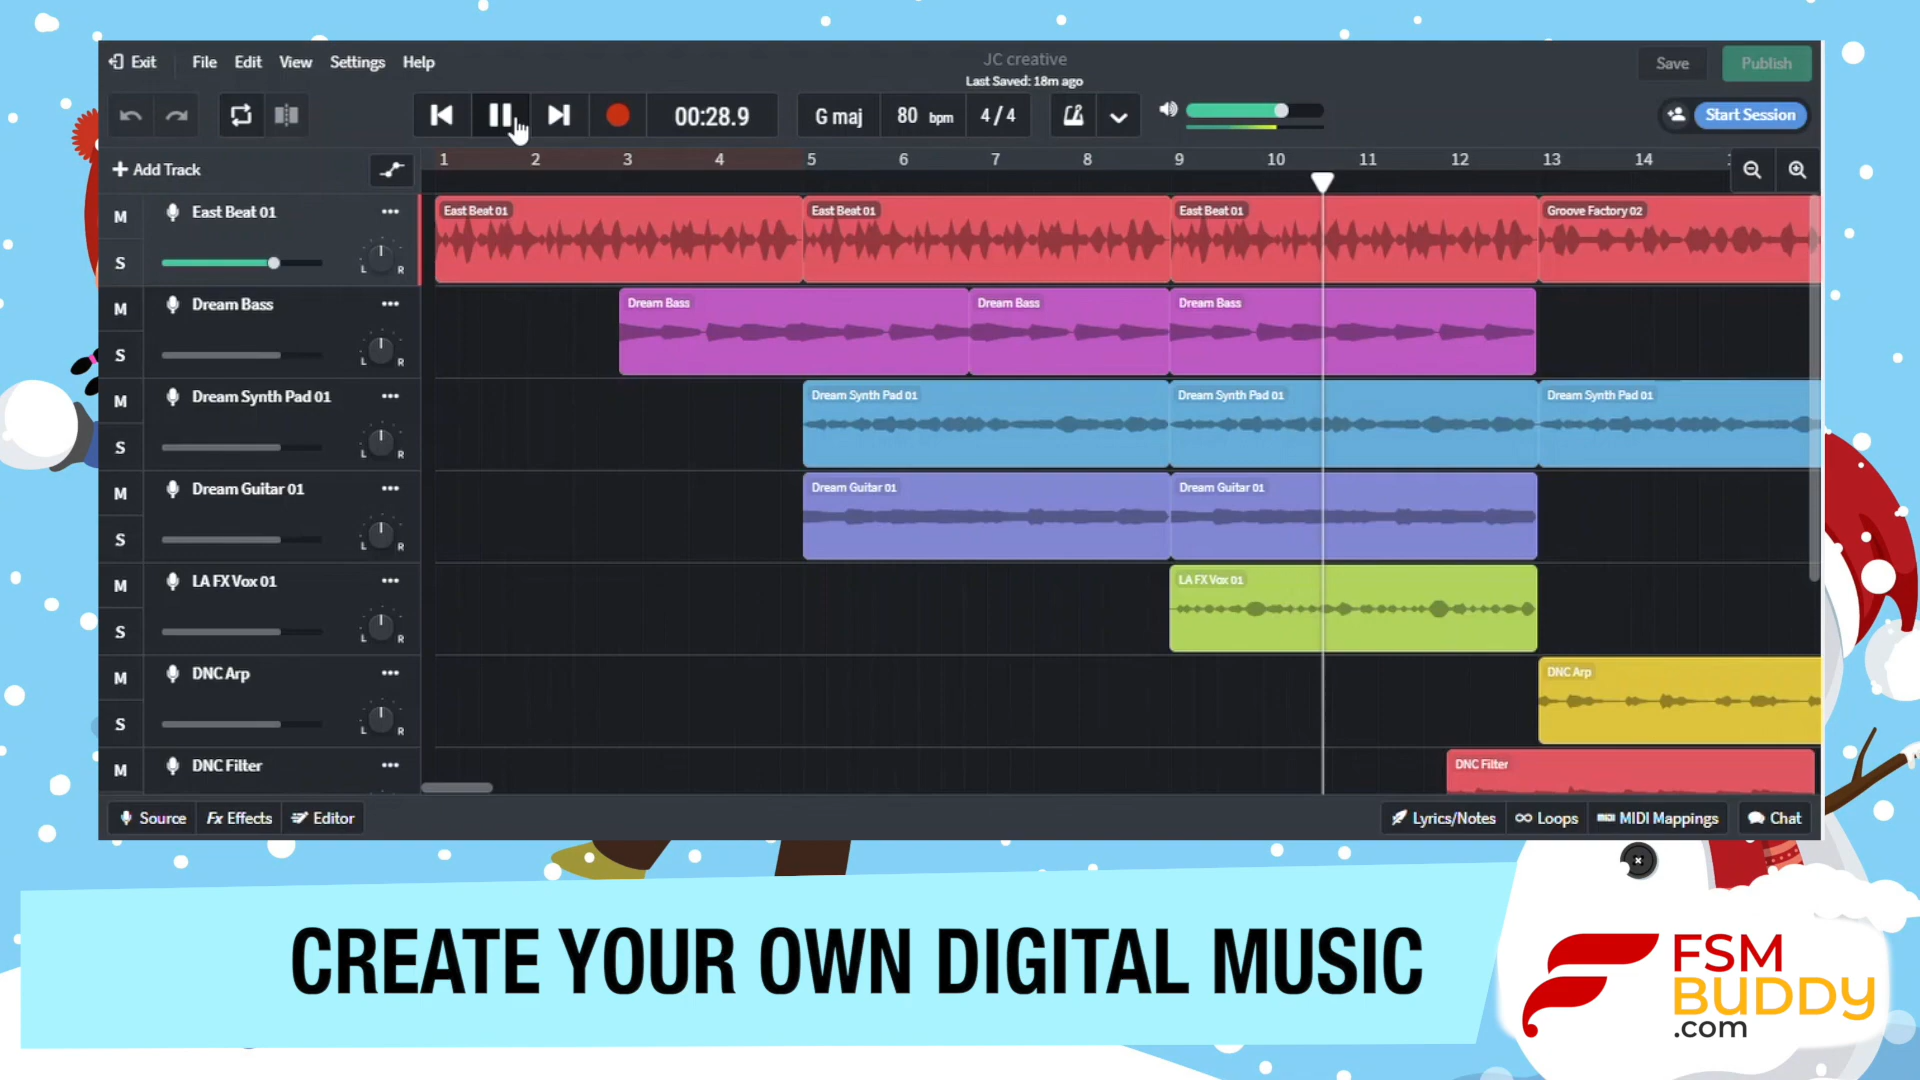 Exit File Edit View Settings Help
JC creative
Last Saved: 18m ago
Save Publish
00:28.9 G maj 80 bpm 4/4
Start Session
Add Track
1 2 3 4 5 6 7 8 9 10 11 12 13 14
M East Beat 01
S L R
East Beat 01 East Beat 01 East Beat 01 Groove Factory 02
M Dream Bass
S L R
Dream Bass Dream Bass Dream Bass
M Dream Synth Pad 01
S L R
Dream Synth Pad 01 Dream Synth Pad 01 Dream Synth Pad 01
M Dream Guitar 01
S L R
Dream Guitar 01 Dream Guitar 01
M LA FX Vox 01
S L R
LA FX Vox 01
M DNC Arp
S L R
DNC Arp
M DNC Filter
DNC Filter
Source Fx Effects Editor
Lyrics/Notes Loops MIDI Mappings Chat
CREATE YOUR OWN DIGITAL MUSIC
FSM
BUDDY
.com